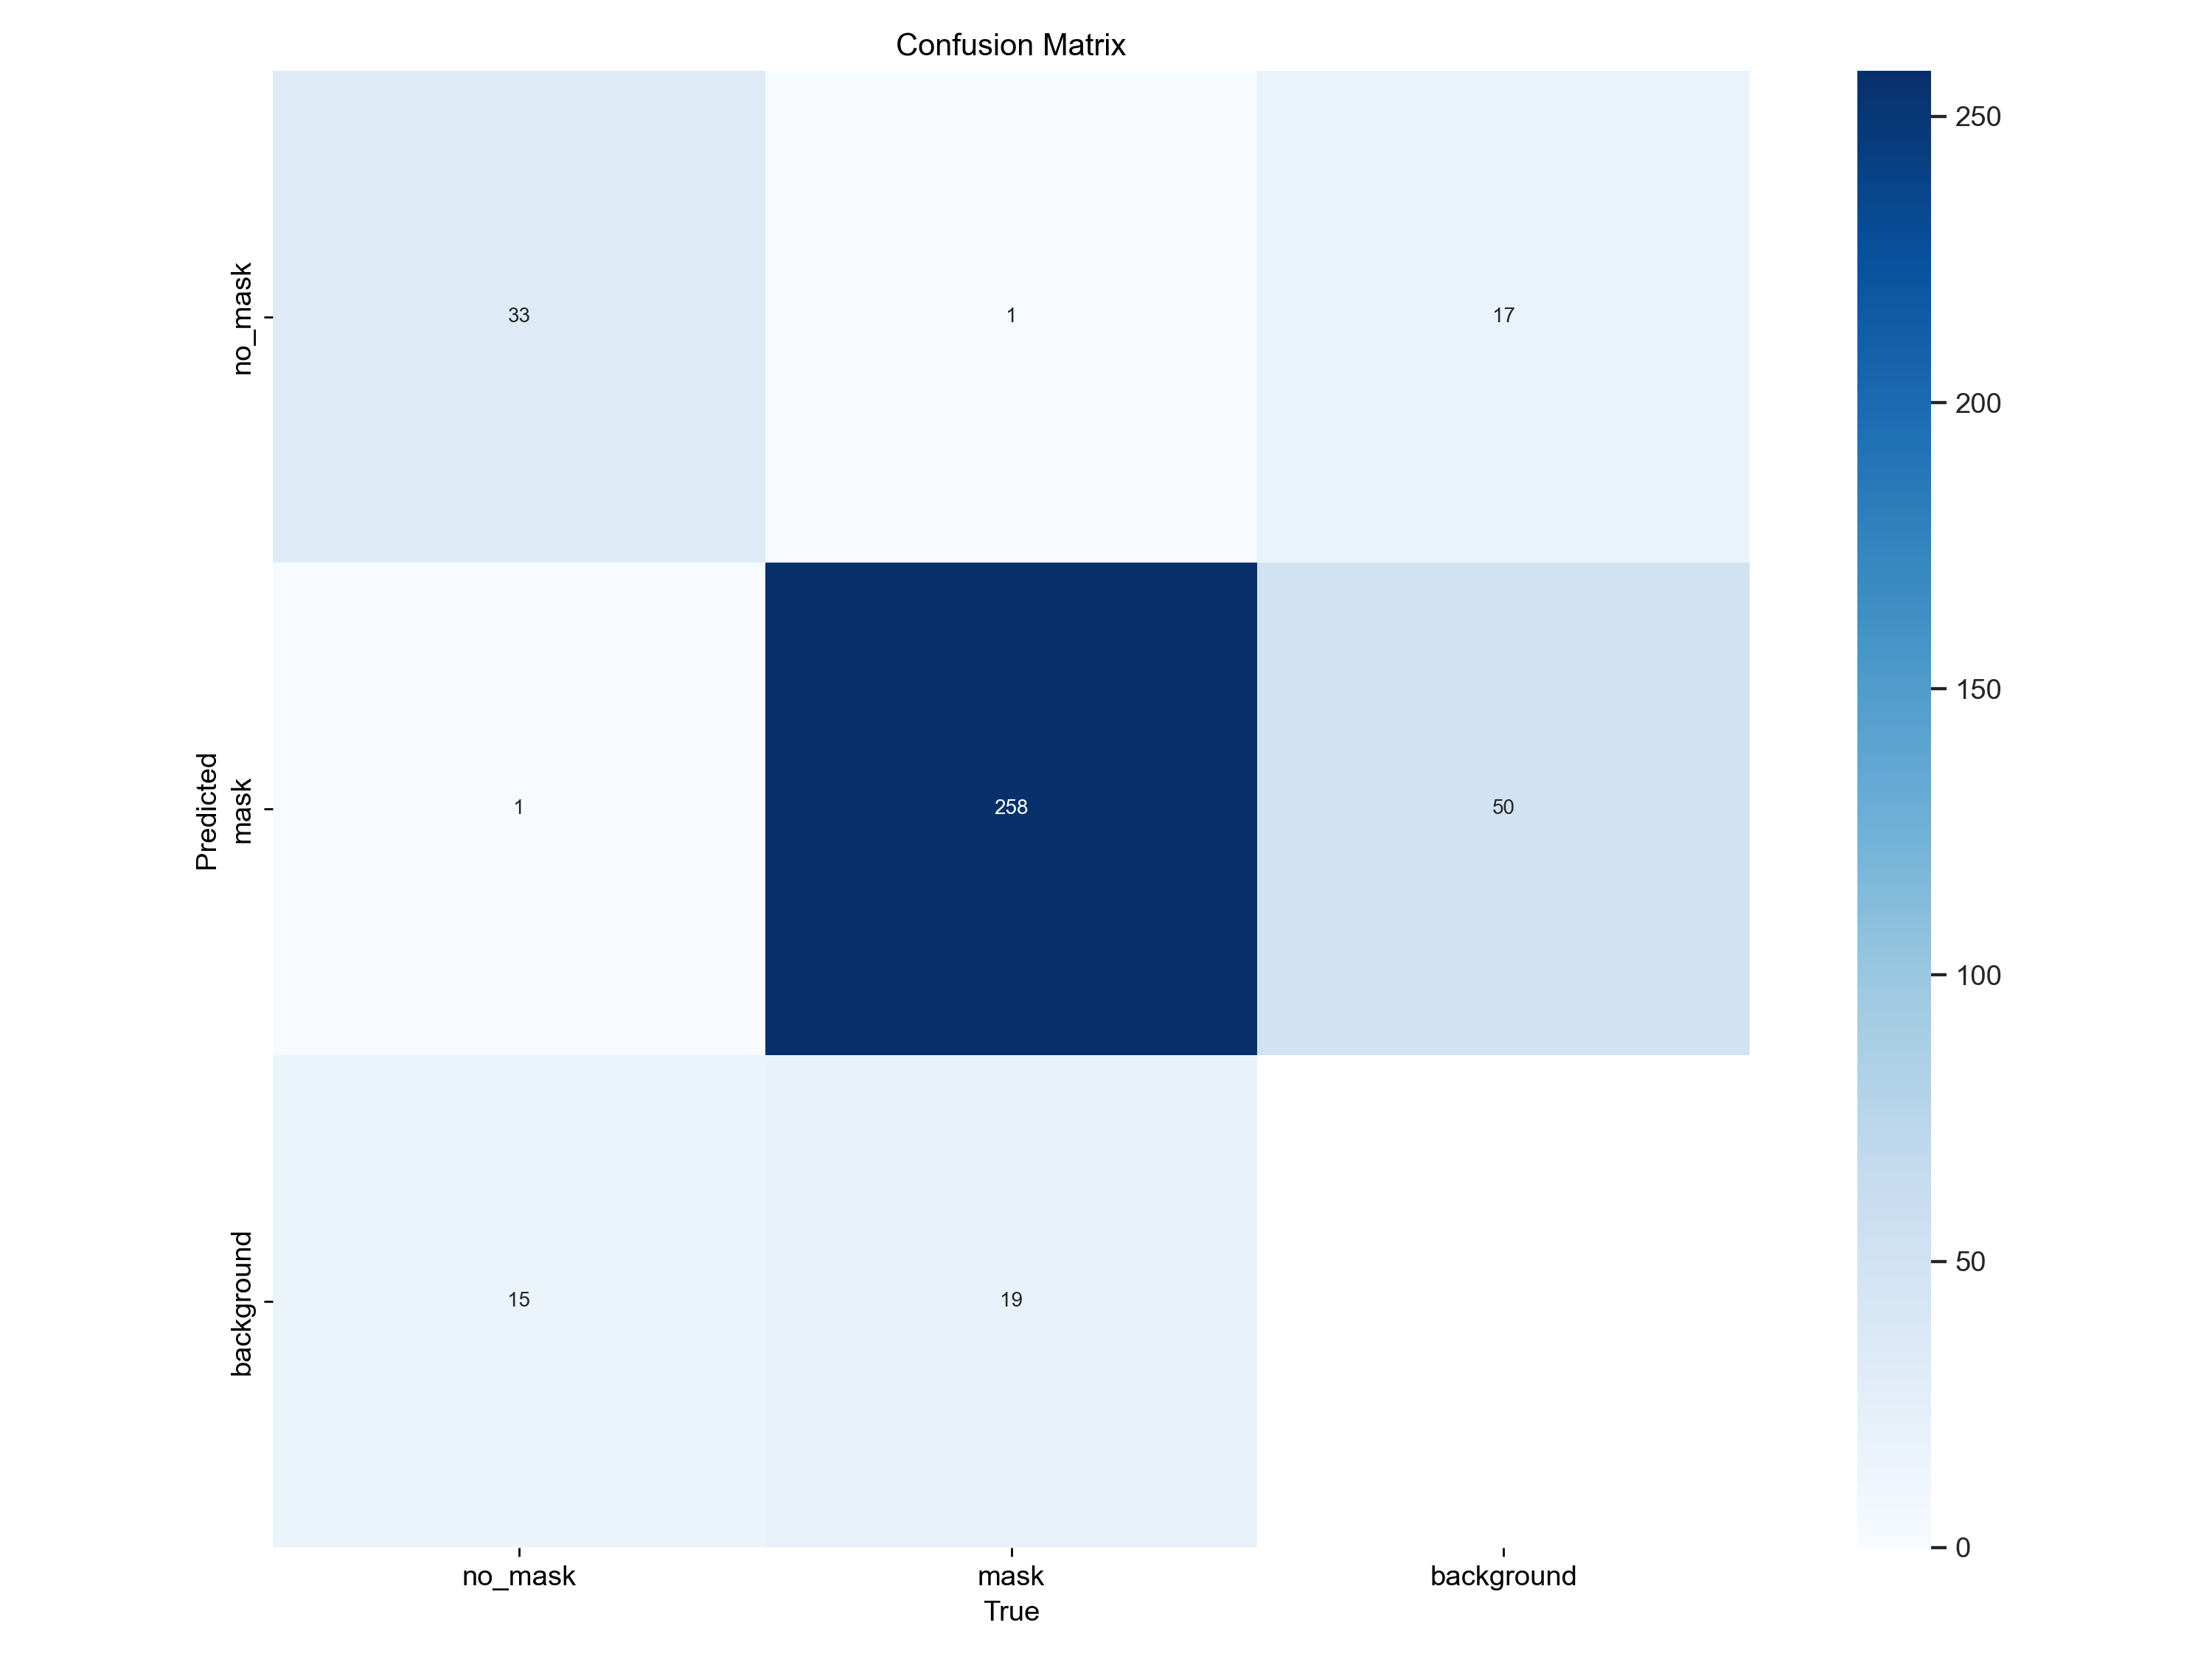 Confusion Matrix
250
200
150
100
50
0
Predicted
no_mask
33
1
17
mask
1
258
50
background
15
19
no_mask
mask
background
True